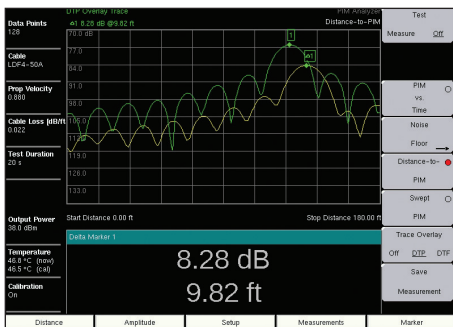 DTP Overlay Trace
PIM Analyzer
Δ1 8.28 dB @9.82 ft
Distance-to-PIM
Data Points
128
Cable
LDF4-50A
Prop Velocity
0.880
Cable Loss [dB/ft]
0.022
Test Duration
20 s
Output Power
38.0 dBm
Temperature
46.6 °C (now)
46.5 °C (cal)
Calibration
On
70.0 dB
77.0
84.0
91.0
98.0
105.0
119.0
126.0
133.0
1
Δ1
Start Distance 0.00 ft
Stop Distance 180.00 ft
Delta Marker 1
8.28 dB
9.82 ft
Test
Measure Off
PIM
vs.
Time
Noise
Floor
Distance-to-
PIM
Swept
PIM
Trace Overlay
Off DTP DTF
Save
Measurement
Distance
Amplitude
Setup
Measurements
Marker